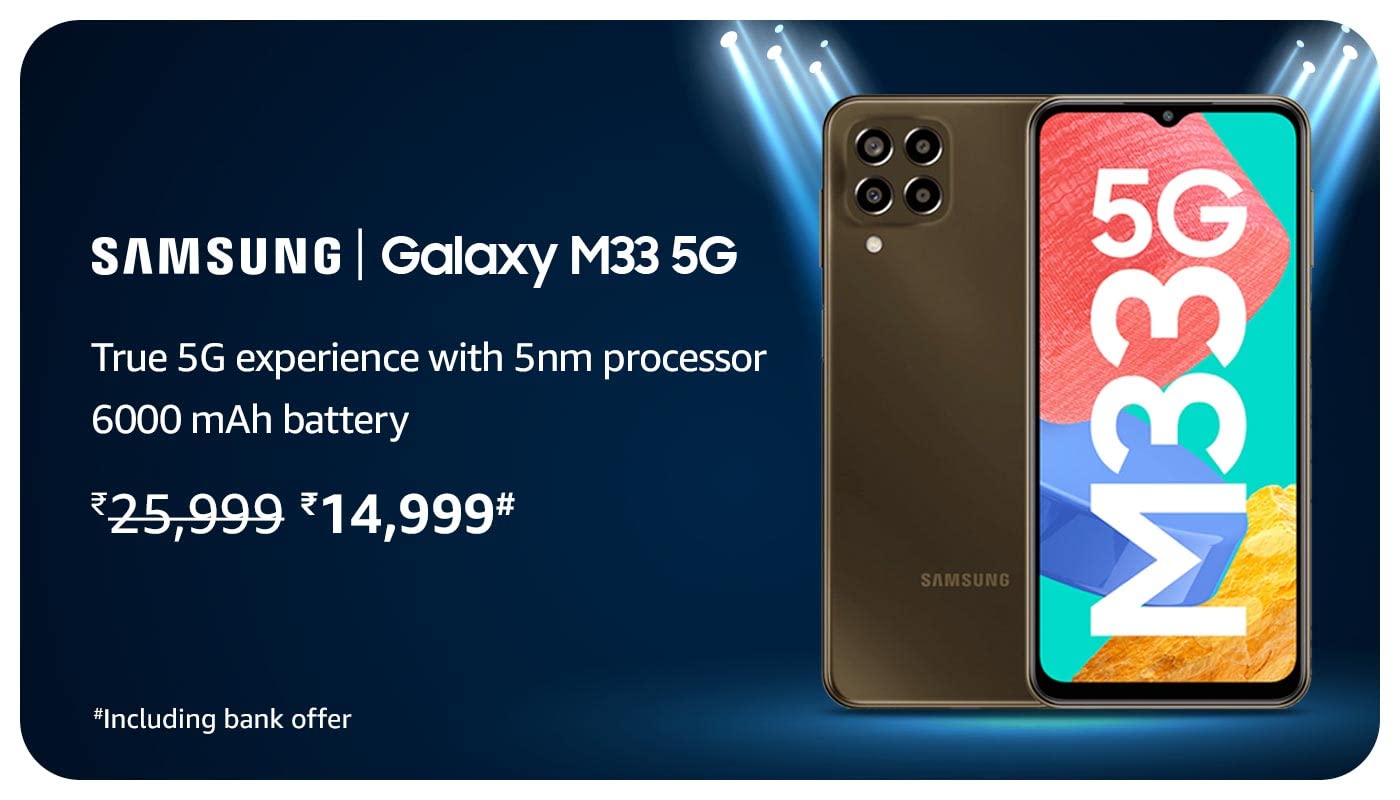 SAMSUNG | Galaxy M33 5G
True 5G experience with 5nm processor
6000 mAh battery
₹25,999 ₹14,999#
#Including bank offer
SAMSUNG
M33 5G